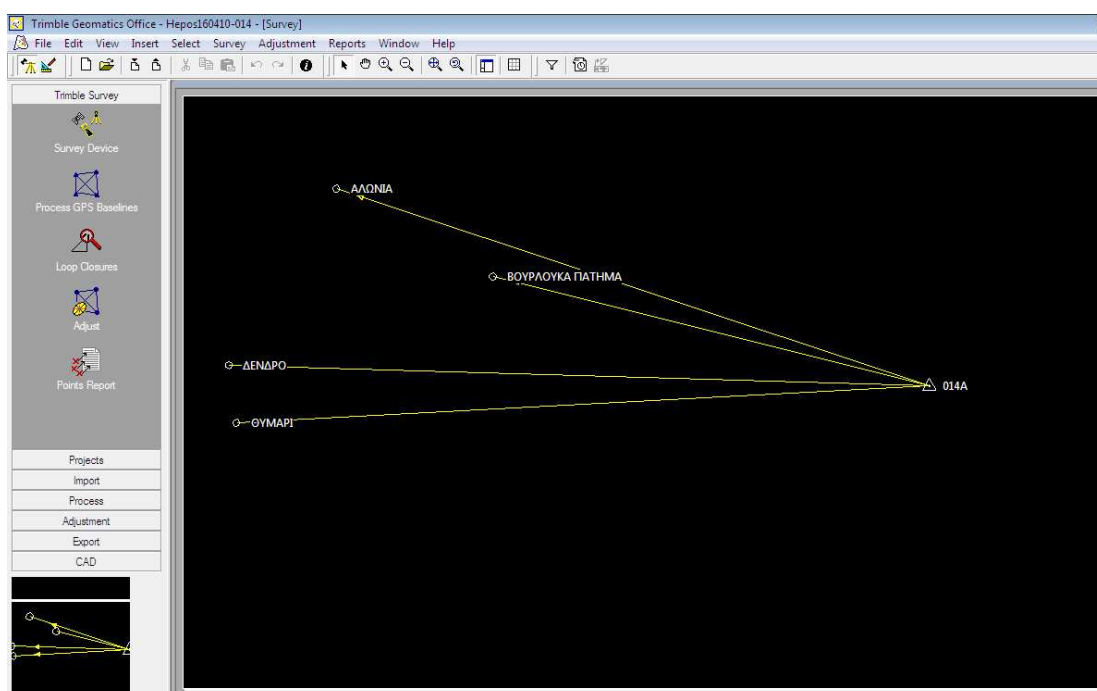 Trimble Geomatics Office - Hepos160410-014 - [Survey]
File Edit View Insert Select Survey Adjustment Reports Window Help
Trimble Survey
Survey Device
Process GPS Baselines
Loop Closures
Adjust
Points Report
Projects
Import
Process
Adjustment
Export
CAD
ΑΛΩΝΙΑ
ΒΟΥΡΛΟΥΚΑ ΠΑΤΗΜΑ
ΔΕΝΔΡΟ
014A
ΘΥΜΑΡΙ